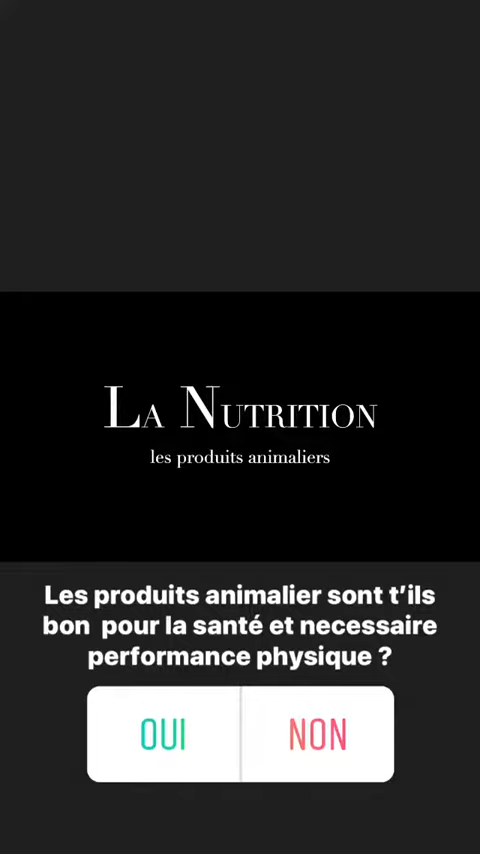 La Nutrition
les produits animaliers
Les produits animalier sont t’ils
bon pour la santé et necessaire
performance physique ?
OUI
NON